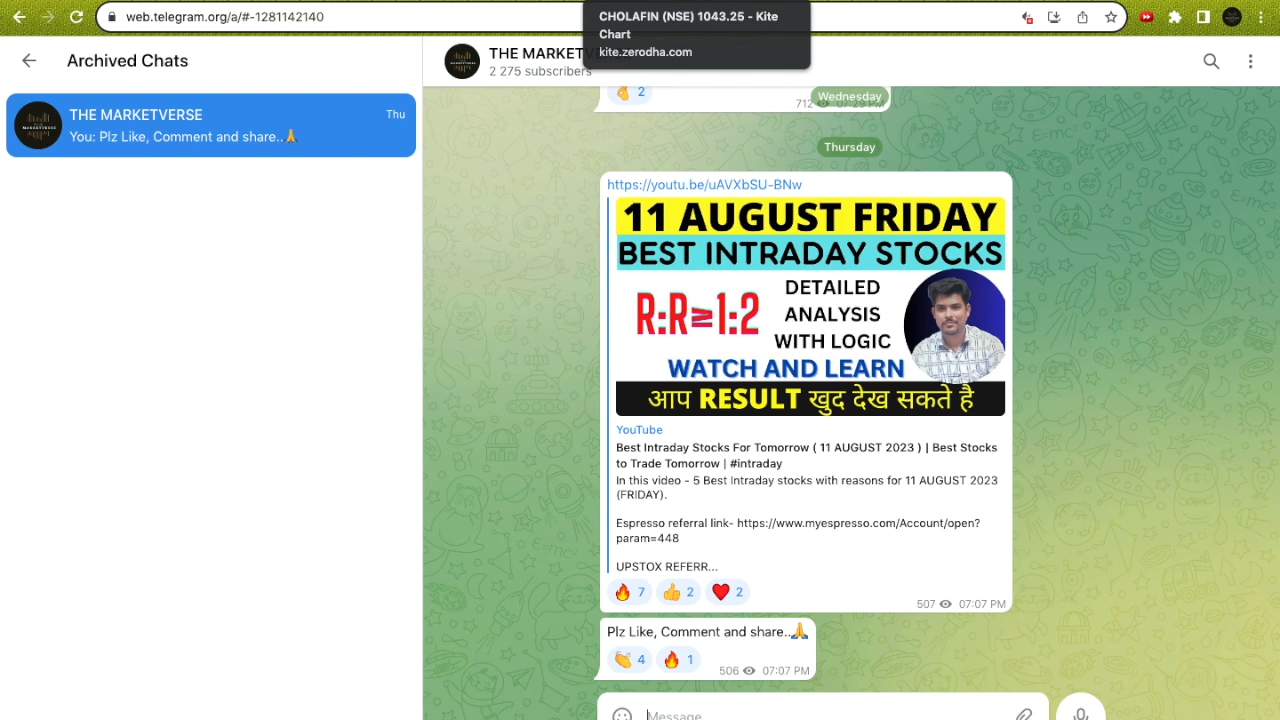 web.telegram.org/a/#-1281142140
CHOLAFIN (NSE) 1043.25 - Kite
Chart
kite.zerodha.com
Archived Chats
THE MARKETVERSE
Thu
You: Plz Like, Comment and share..🙏
2 275 subscribers
👌 2
Wednesday
Thursday
https://youtu.be/uAVXbSU-BNw
11 AUGUST FRIDAY
BEST INTRADAY STOCKS
R:R≥1:2
DETAILED
ANALYSIS
WITH LOGIC
WATCH AND LEARN
आप RESULT खुद देख सकते है
YouTube
Best Intraday Stocks For Tomorrow ( 11 AUGUST 2023 ) | Best Stocks
to Trade Tomorrow | #intraday
In this video - 5 Best Intraday stocks with reasons for 11 AUGUST 2023
(FRIDAY).
Espresso referral link- https://www.myespresso.com/Account/open?
param=448
UPSTOX REFERR...
🔥 7 👍 2 ❤️ 2
507 07:07 PM
Plz Like, Comment and share..🙏
👏 4 🔥 1
506 07:07 PM
Message